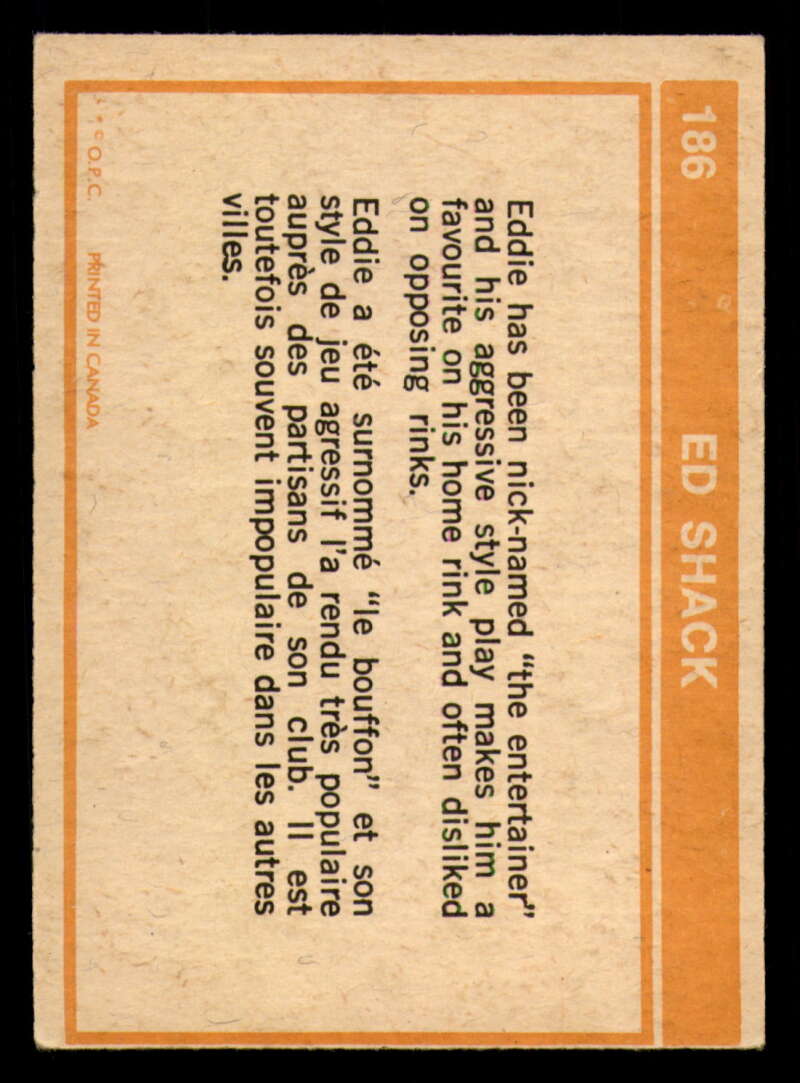 186 ED SHACK
Eddie has been nick-named “the entertainer”
and his aggressive style play makes him a
favourite on his home rink and often disliked
on opposing rinks.
Eddie a été surnommé “le bouffon” et son
style de jeu agressif l’a rendu très populaire
auprès des partisans de son club. Il est
toutefois souvent impopulaire dans les autres
villes.
© O.P.C. PRINTED IN CANADA